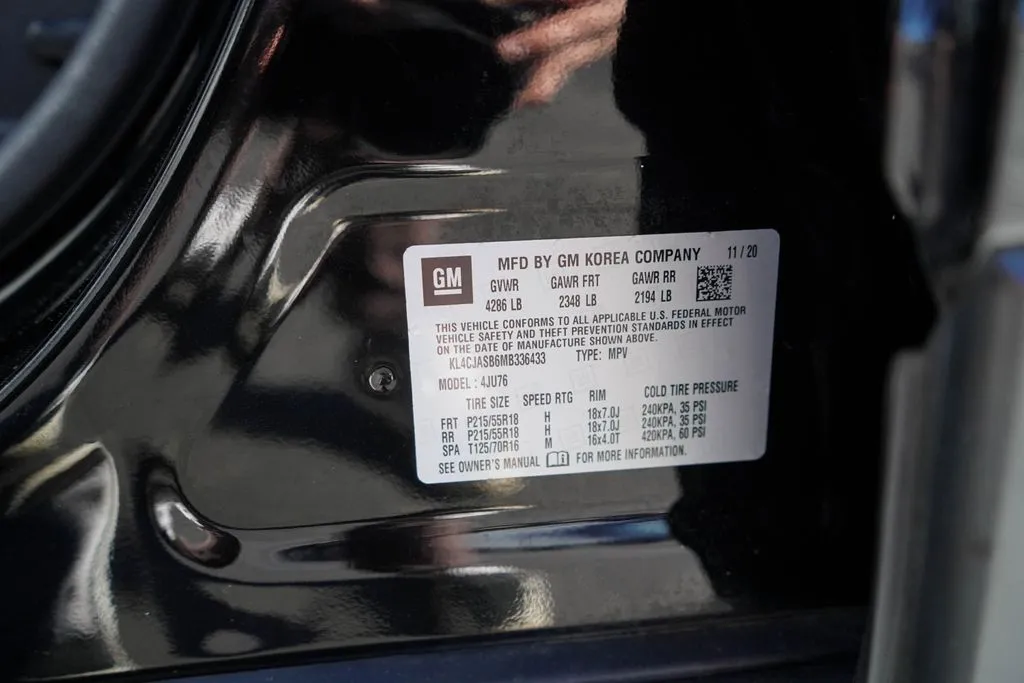 GM MFD BY GM KOREA COMPANY 11/20
GVWR GAWR FRT GAWR RR
4286 LB 2348 LB 2194 LB
THIS VEHICLE CONFORMS TO ALL APPLICABLE U.S. FEDERAL MOTOR
VEHICLE SAFETY AND THEFT PREVENTION STANDARDS IN EFFECT
ON THE DATE OF MANUFACTURE SHOWN ABOVE.
KL4CJASB6MB336433 TYPE: MPV
MODEL : 4JU76
TIRE SIZE SPEED RTG RIM COLD TIRE PRESSURE
FRT P215/55R18 H 18x7.0J 240KPA, 35 PSI
RR P215/55R18 H 18x7.0J 240KPA, 35 PSI
SPA T125/70R16 M 16x4.0T 420KPA, 60 PSI
SEE OWNER'S MANUAL FOR MORE INFORMATION.